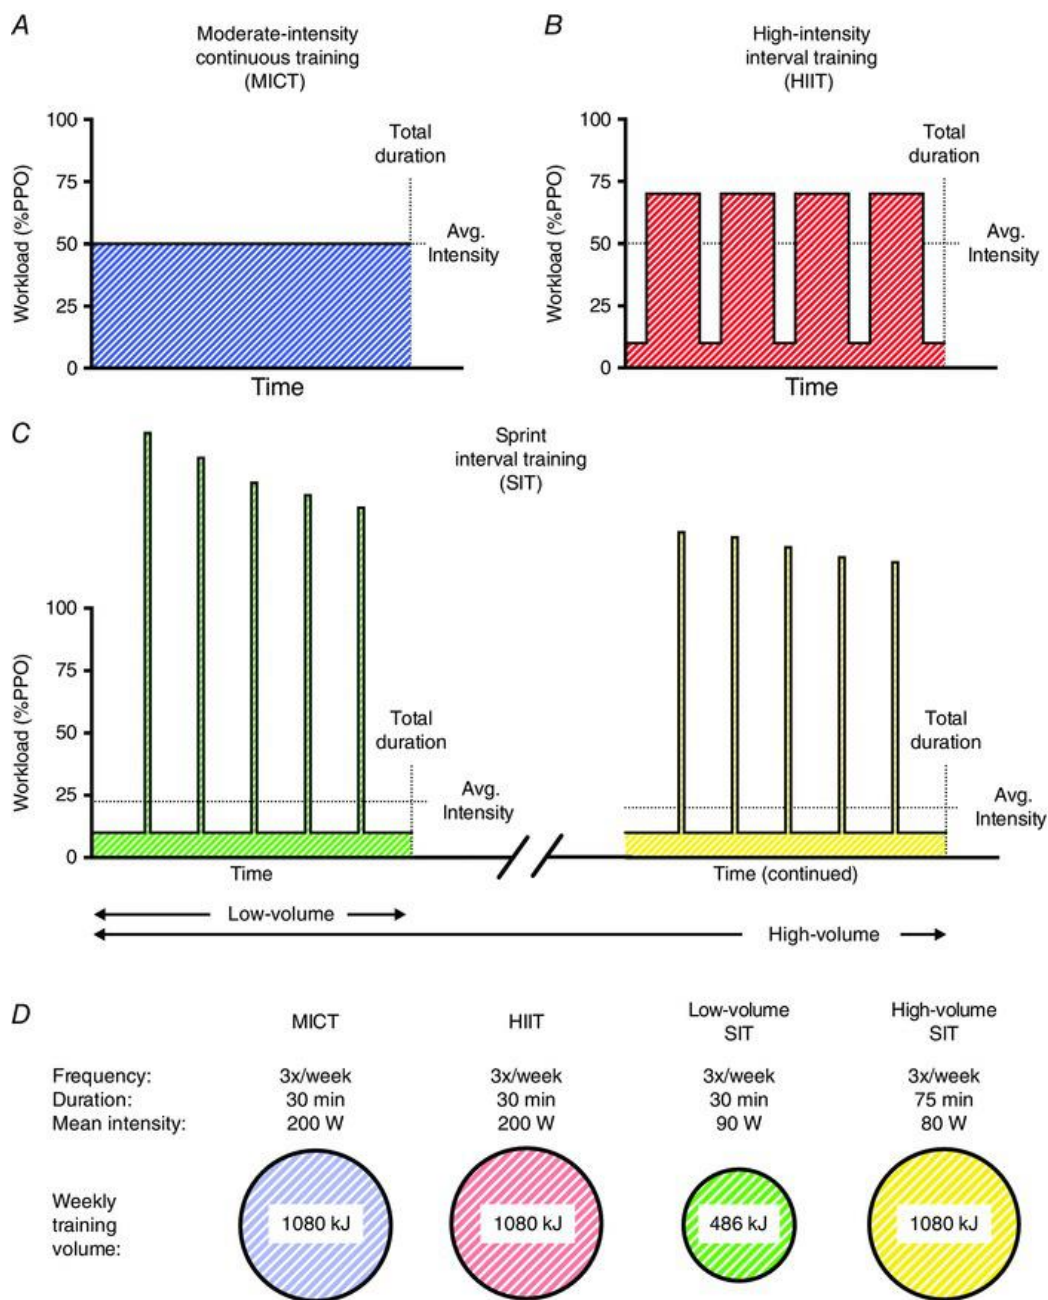 A
Moderate-intensity
continuous training
(MICT)
100
75
50
25
0
Workload (%PPO)
Total
duration
Avg.
Intensity
Time
B
High-intensity
interval training
(HIIT)
100
75
50
25
0
Workload (%PPO)
Total
duration
Avg.
Intensity
Time
C
Sprint
interval training
(SIT)
100
75
50
25
0
Workload (%PPO)
Total
duration
Avg.
Intensity
Time
Total
duration
Avg.
Intensity
Time (continued)
Low-volume
High-volume
D
MICT HIIT Low-volume SIT High-volume SIT
Frequency: 3x/week 3x/week 3x/week 3x/week
Duration: 30 min 30 min 30 min 75 min
Mean intensity: 200 W 200 W 90 W 80 W
Weekly
training
volume:
1080 kJ 1080 kJ 486 kJ 1080 kJ